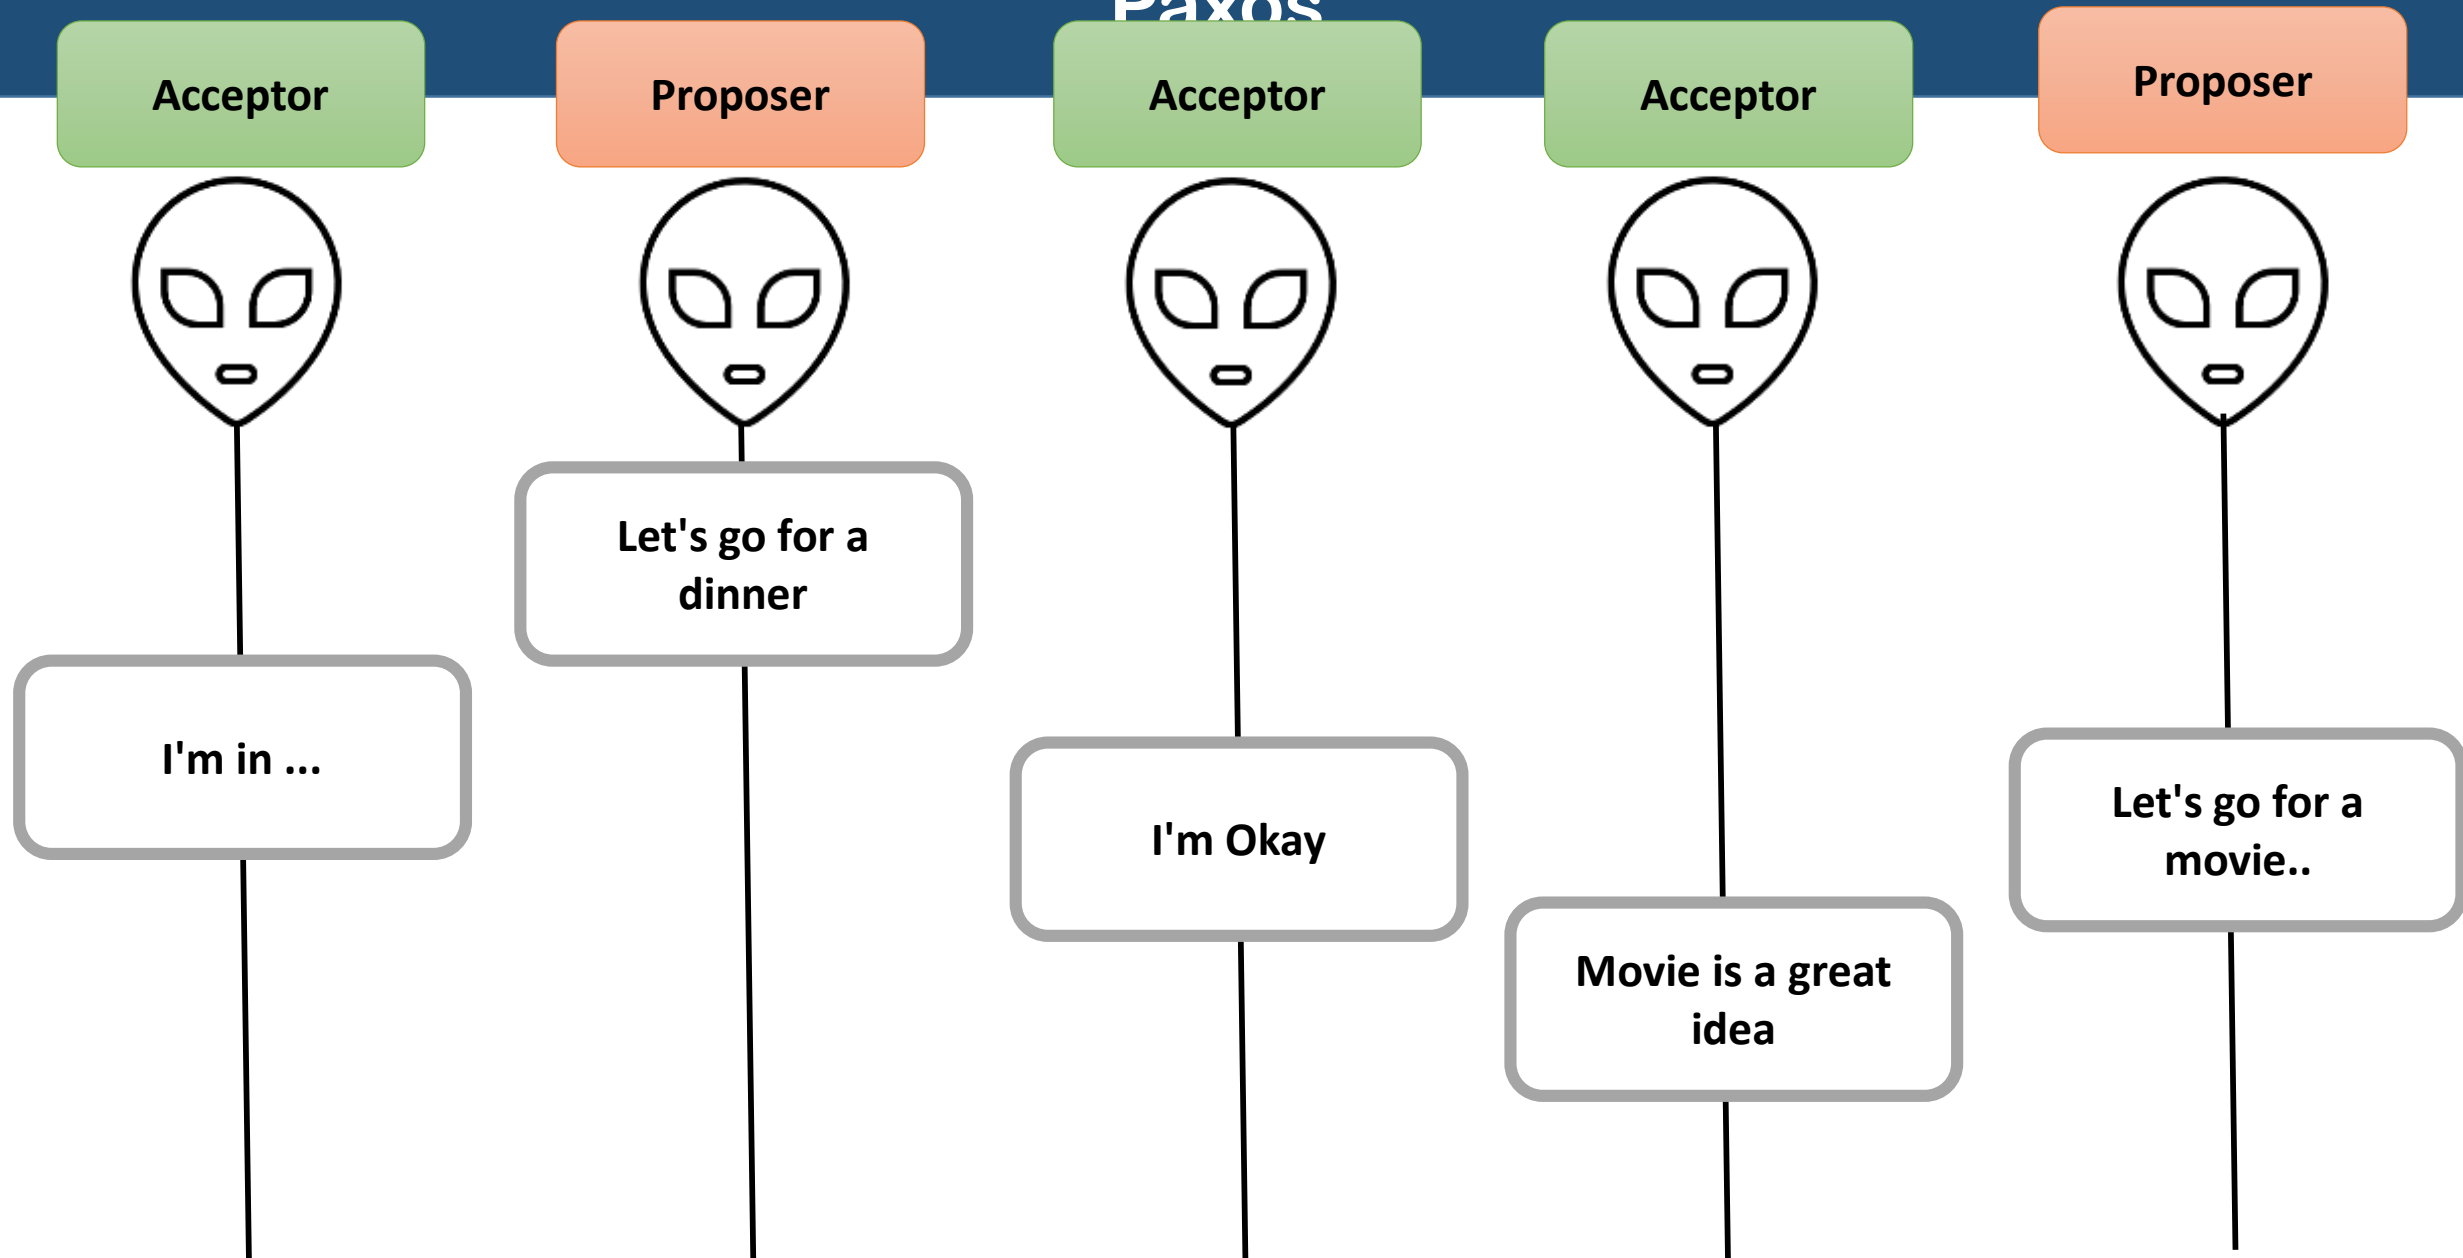 Paxos
Acceptor
Proposer
Acceptor
Acceptor
Proposer
Let's go for a
dinner
I'm in ...
I'm Okay
Let's go for a
movie..
Movie is a great
idea